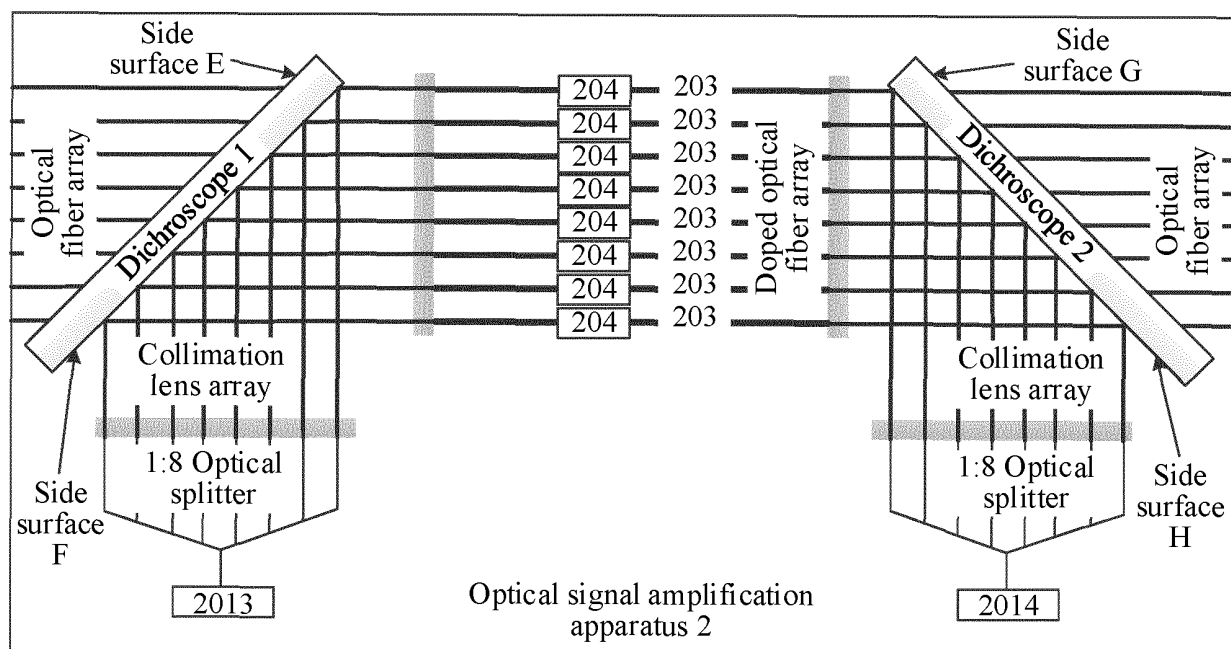 Side
surface E
Side
surface G
204 203
204 203
204 203
204 203
204 203
204 203
204 203
204 203
Optical
fiber array
Dichroscope 1
Doped optical
fiber array
Dichroscope 2
Optical
fiber array
Collimation
lens array
Collimation
lens array
1:8 Optical
splitter
1:8 Optical
splitter
Side
surface
F
Side
surface
H
2013
Optical signal amplification
apparatus 2
2014